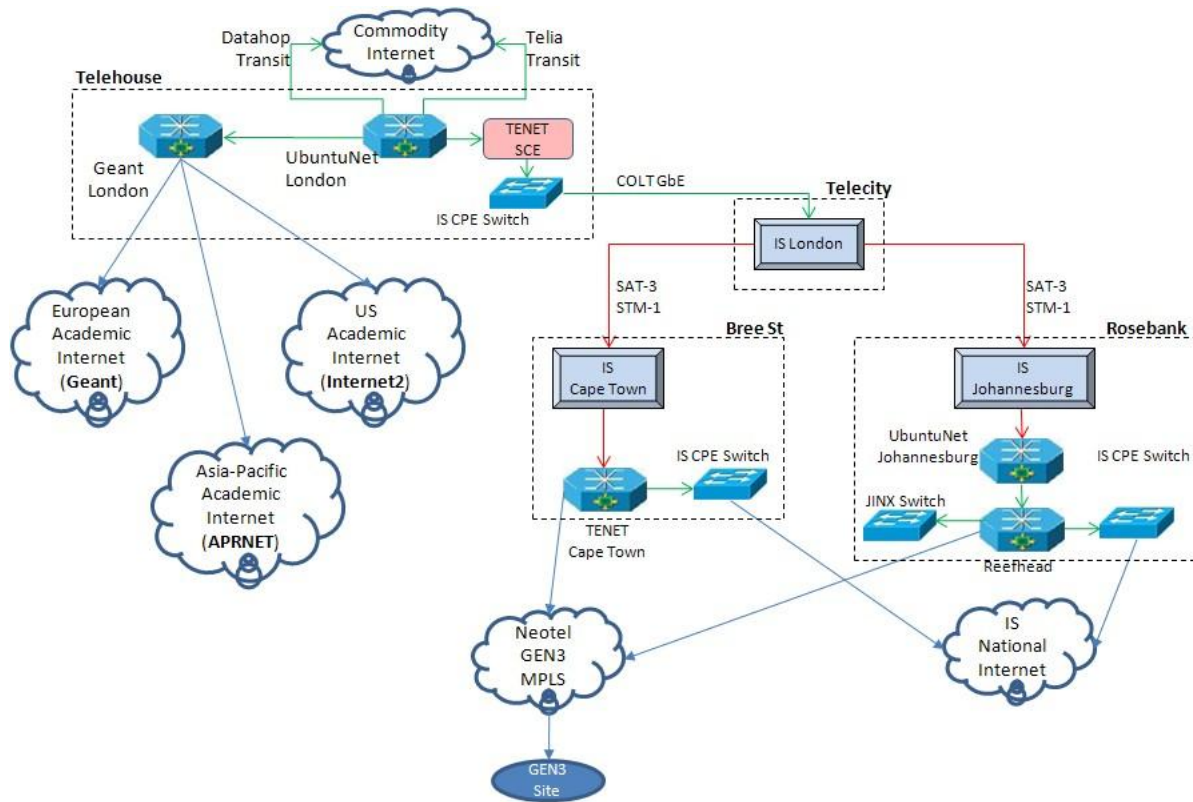 Datahop
Transit
Commodity
Internet
Telia
Transit
Telehouse
Geant
London
UbuntuNet
London
TENET
SCE
IS CPE Switch
COLT GbE
Telecity
IS London
SAT-3
STM-1
SAT-3
STM-1
European
Academic
Internet
(Geant)
US
Academic
Internet
(Internet2)
Asia-Pacific
Academic
Internet
(APRNET)
Bree St
IS
Cape Town
IS CPE Switch
TENET
Cape Town
Rosebank
IS
Johannesburg
UbuntuNet
Johannesburg
IS CPE Switch
JINX Switch
Reefhead
Neotel
GEN3
MPLS
IS
National
Internet
GEN3
Site